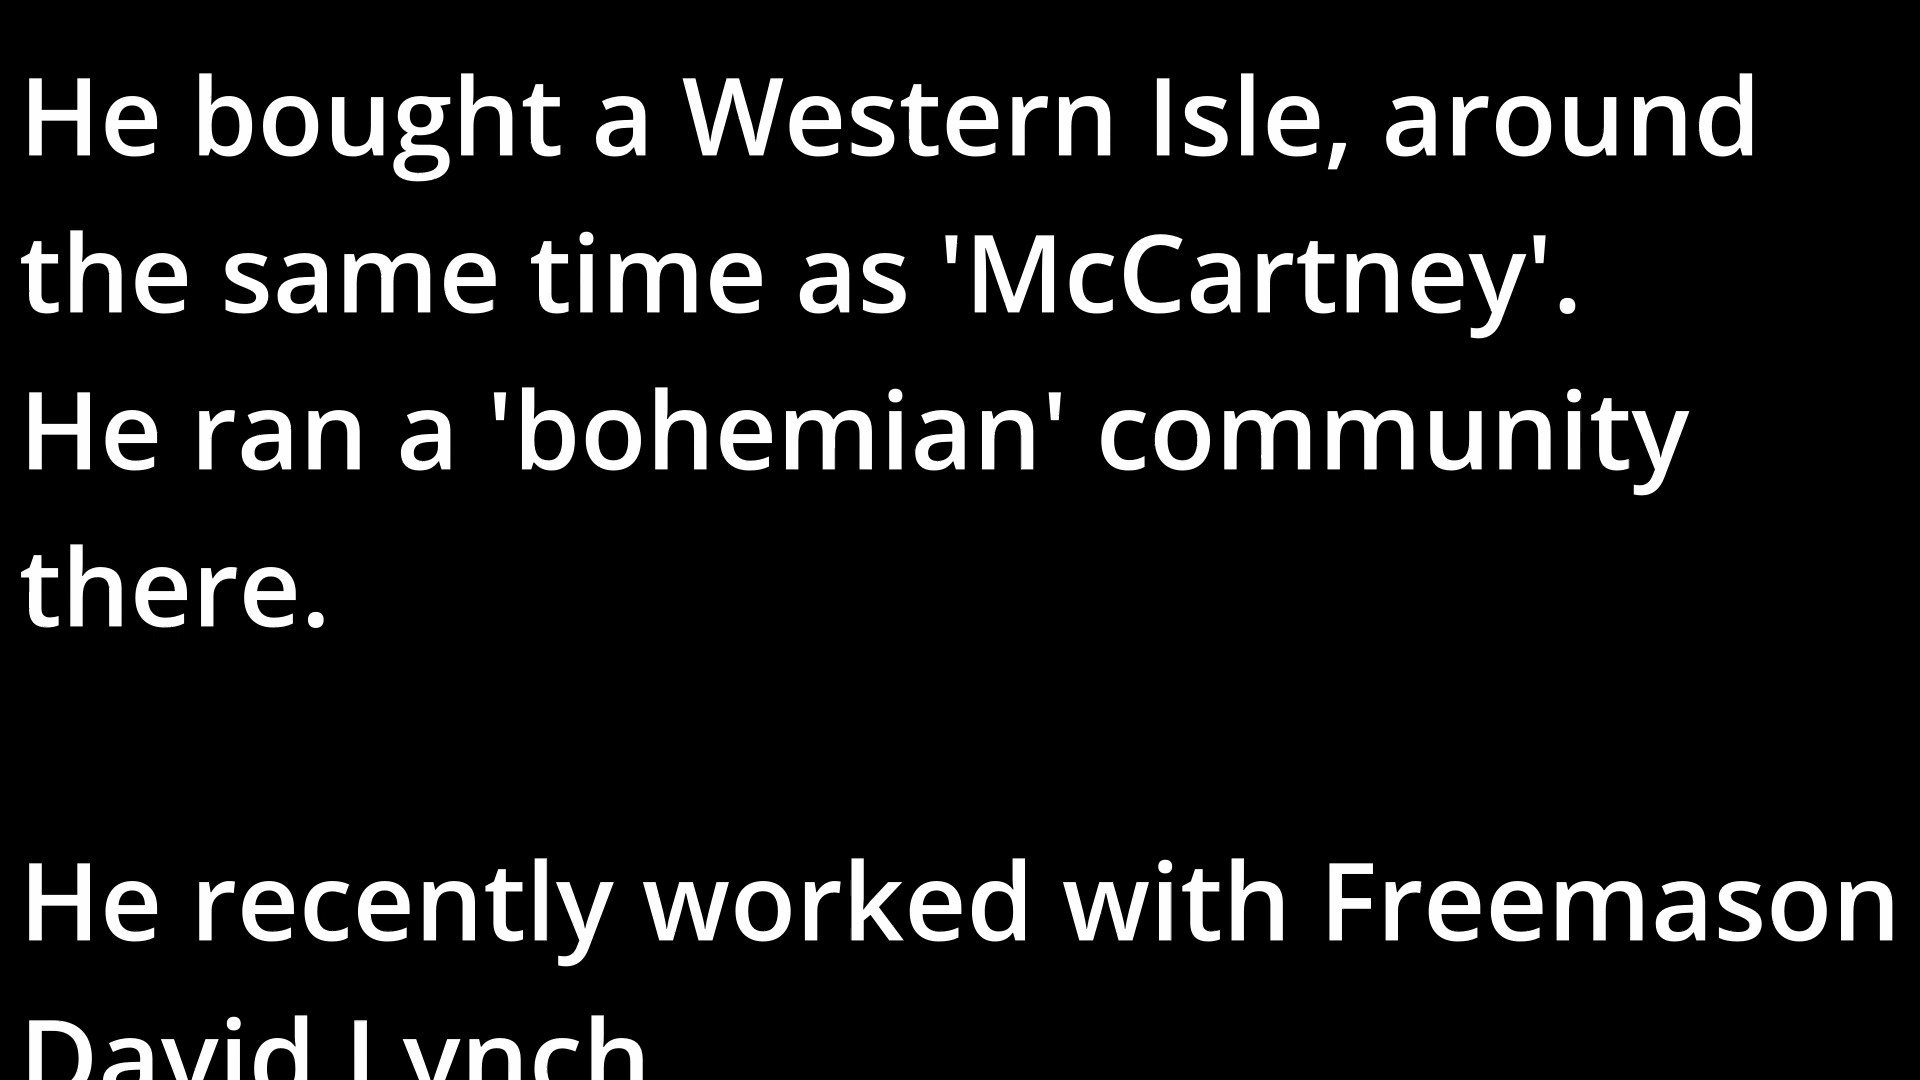 He bought a Western Isle, around
the same time as 'McCartney'.
He ran a 'bohemian' community
there.
He recently worked with Freemason
David Lynch